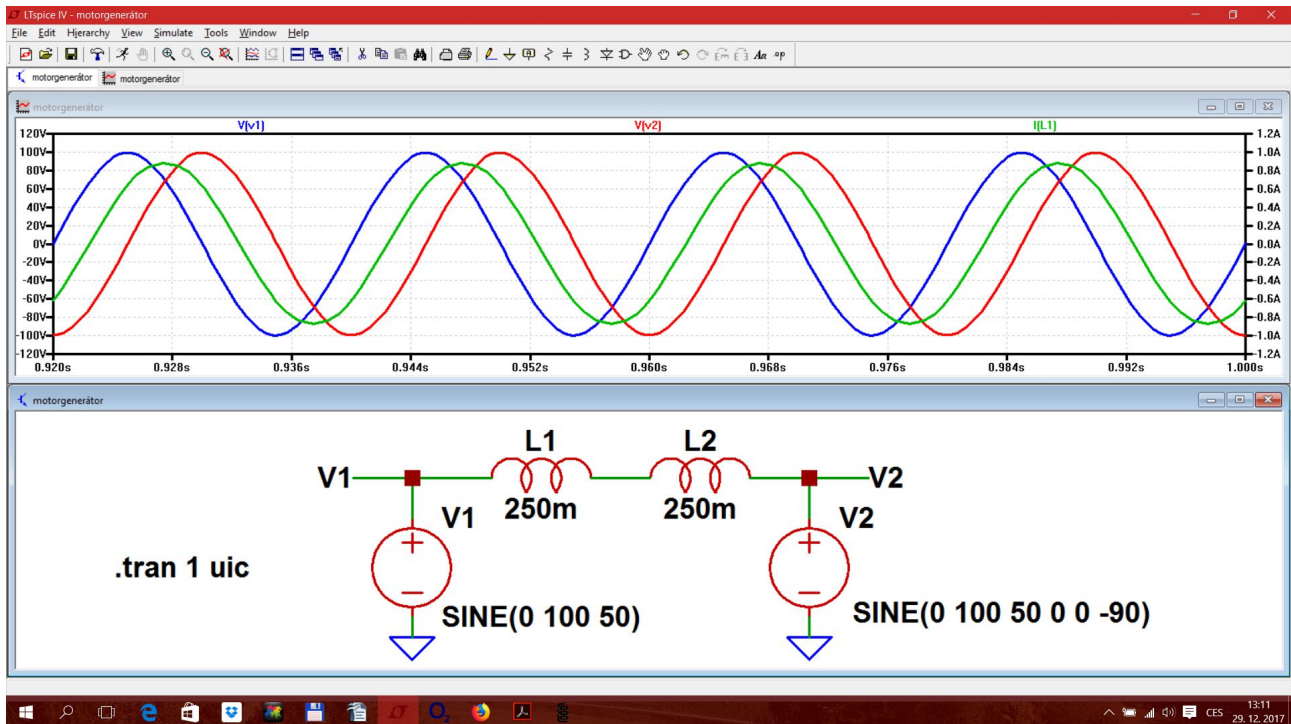 LTspice IV - motorgenerátor
File Edit Hierarchy View Simulate Tools Window Help
motorgenerátor motorgenerátor
motorgenerátor
V(v1) V(v2) I(L1)
120V 1.2A
100V 1.0A
80V 0.8A
60V 0.6A
40V 0.4A
20V 0.2A
0V 0.0A
-20V -0.2A
-40V -0.4A
-60V -0.6A
-80V -0.8A
-100V -1.0A
-120V -1.2A
0.920s 0.928s 0.936s 0.944s 0.952s 0.960s 0.968s 0.976s 0.984s 0.992s 1.000s
motorgenerátor
L1 L2
V1 V2
250m 250m
V1 V2
.tran 1 uic
SINE(0 100 50) SINE(0 100 50 0 0 -90)
CES 13:11
29. 12. 2017